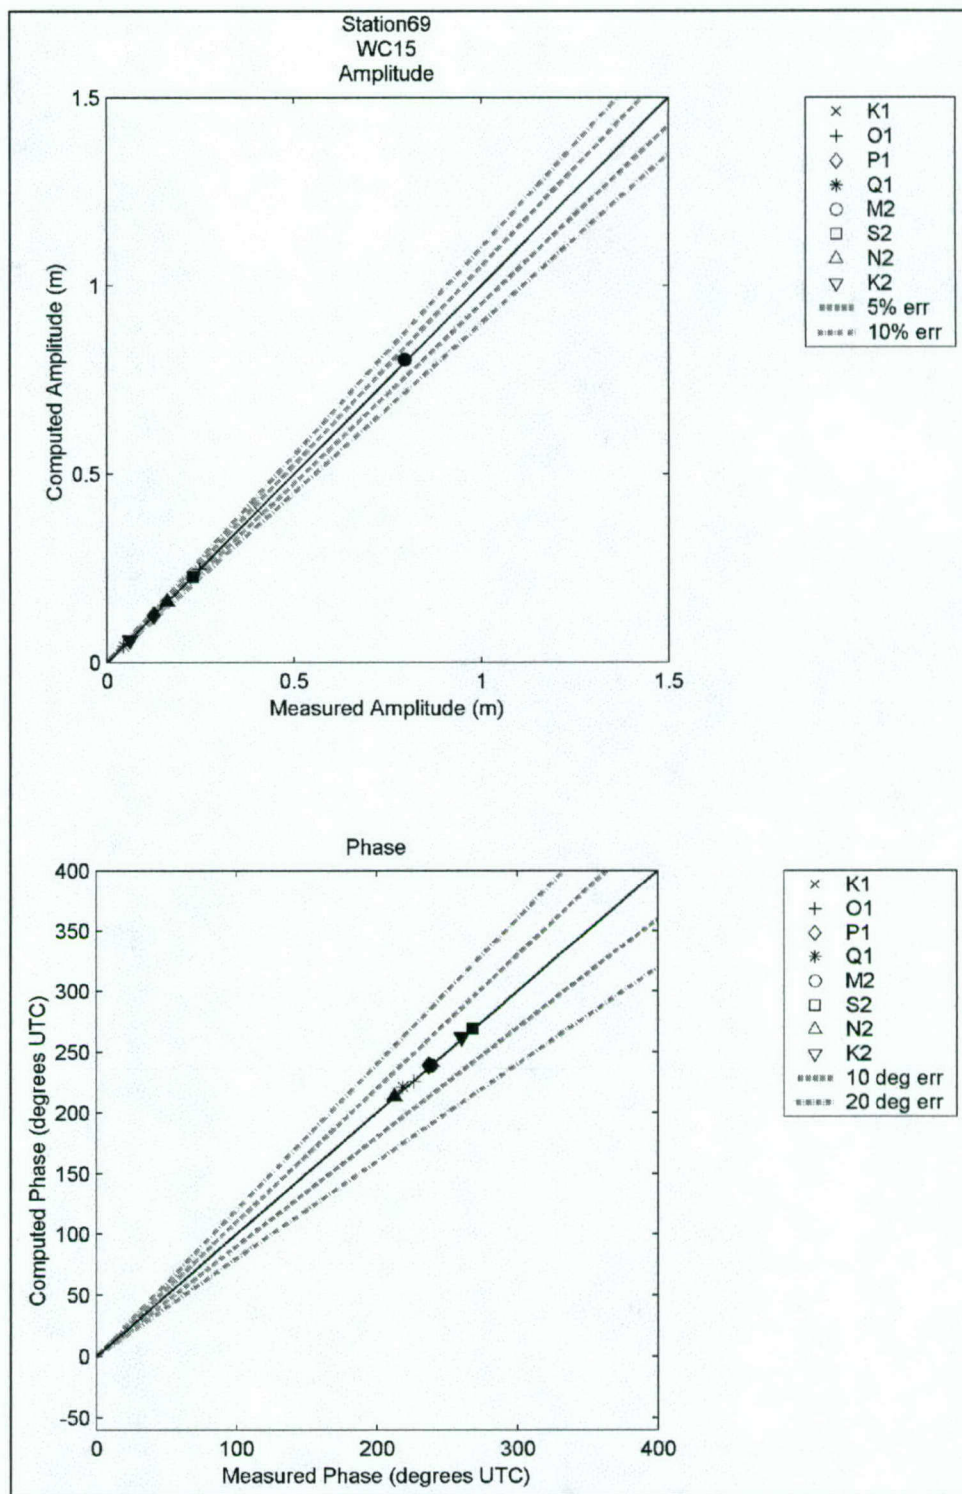 Station69
WC15
Amplitude
1.5
1
0.5
0
0
0.5
1
1.5
Computed Amplitude (m)
Measured Amplitude (m)
K1
O1
P1
Q1
M2
S2
N2
K2
5% err
10% err
Phase
400
350
300
250
200
150
100
50
0
-50
0
100
200
300
400
Computed Phase (degrees UTC)
Measured Phase (degrees UTC)
K1
O1
P1
Q1
M2
S2
N2
K2
10 deg err
20 deg err